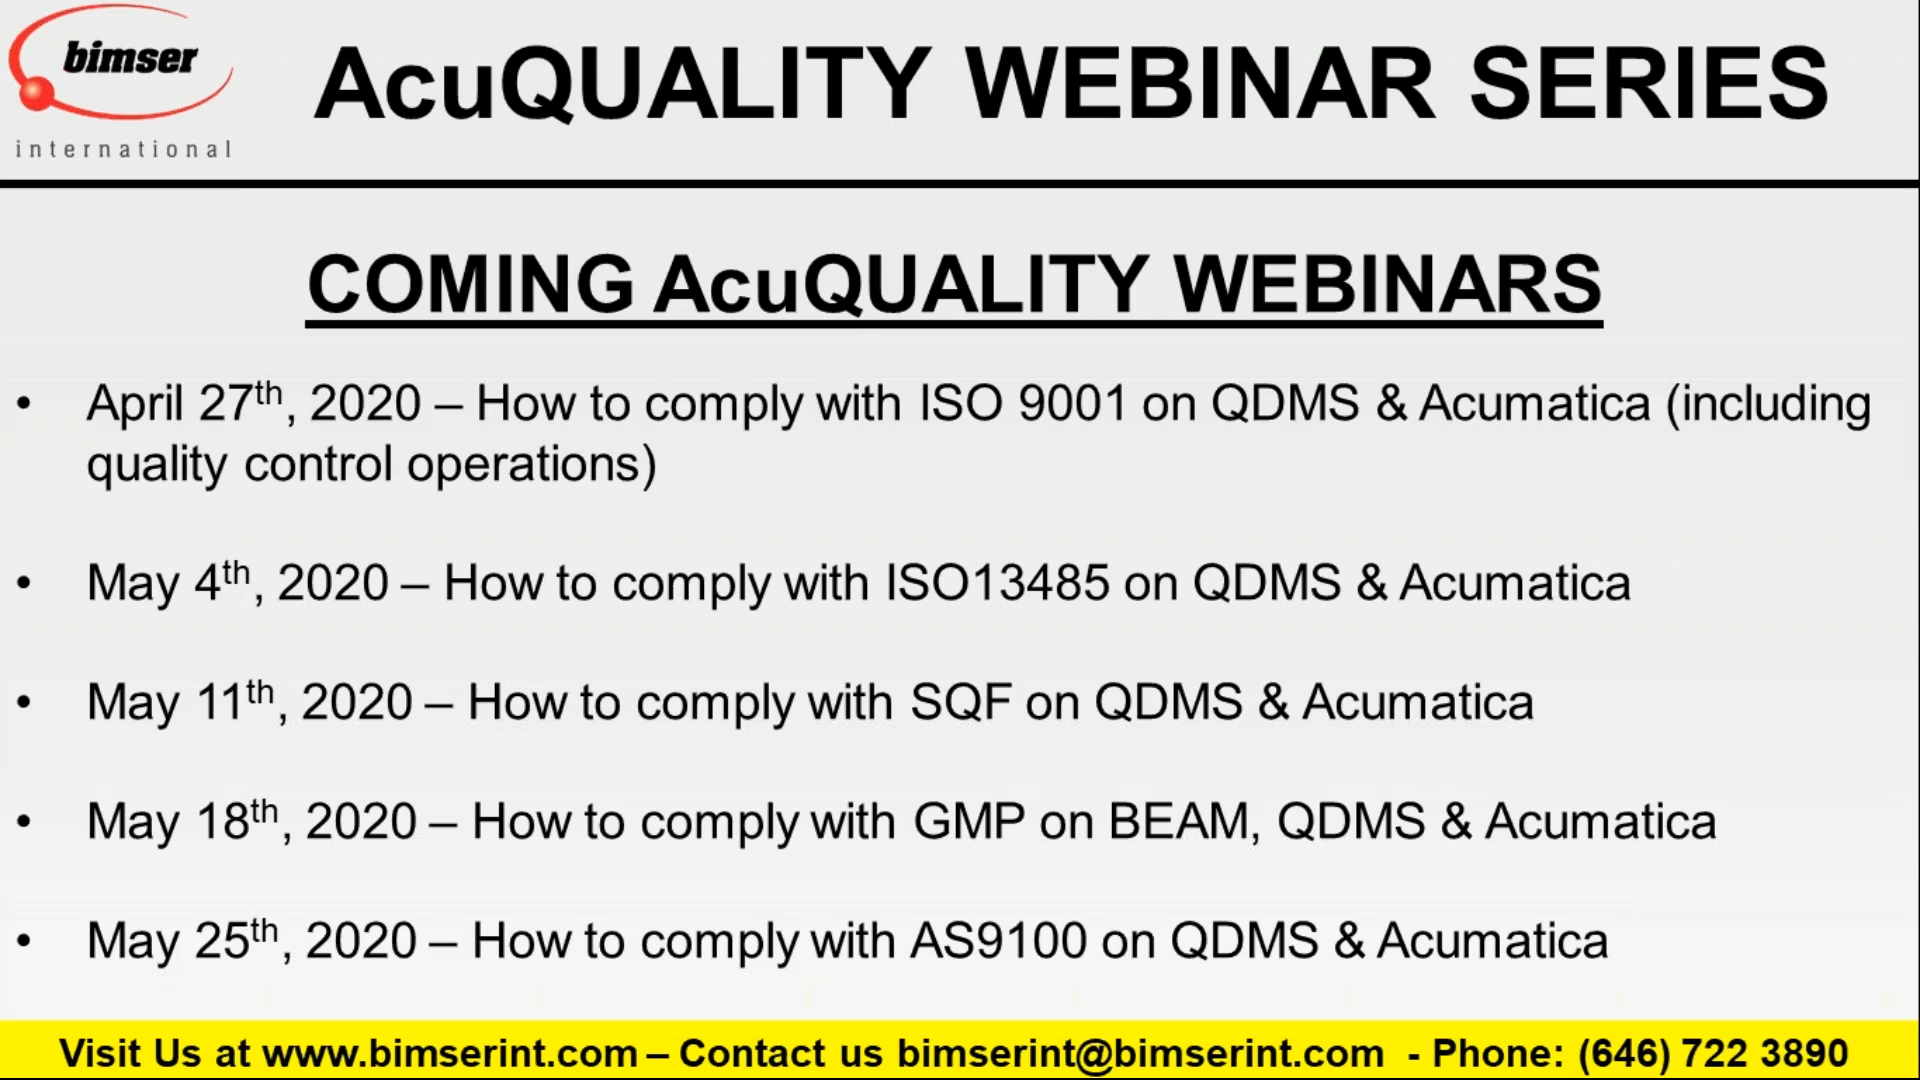 bimser
international
AcuQUALITY WEBINAR SERIES
COMING AcuQUALITY WEBINARS
• April 27th, 2020 – How to comply with ISO 9001 on QDMS & Acumatica (including
quality control operations)
• May 4th, 2020 – How to comply with ISO13485 on QDMS & Acumatica
• May 11th, 2020 – How to comply with SQF on QDMS & Acumatica
• May 18th, 2020 – How to comply with GMP on BEAM, QDMS & Acumatica
• May 25th, 2020 – How to comply with AS9100 on QDMS & Acumatica
Visit Us at www.bimserint.com – Contact us bimserint@bimserint.com - Phone: (646) 722 3890